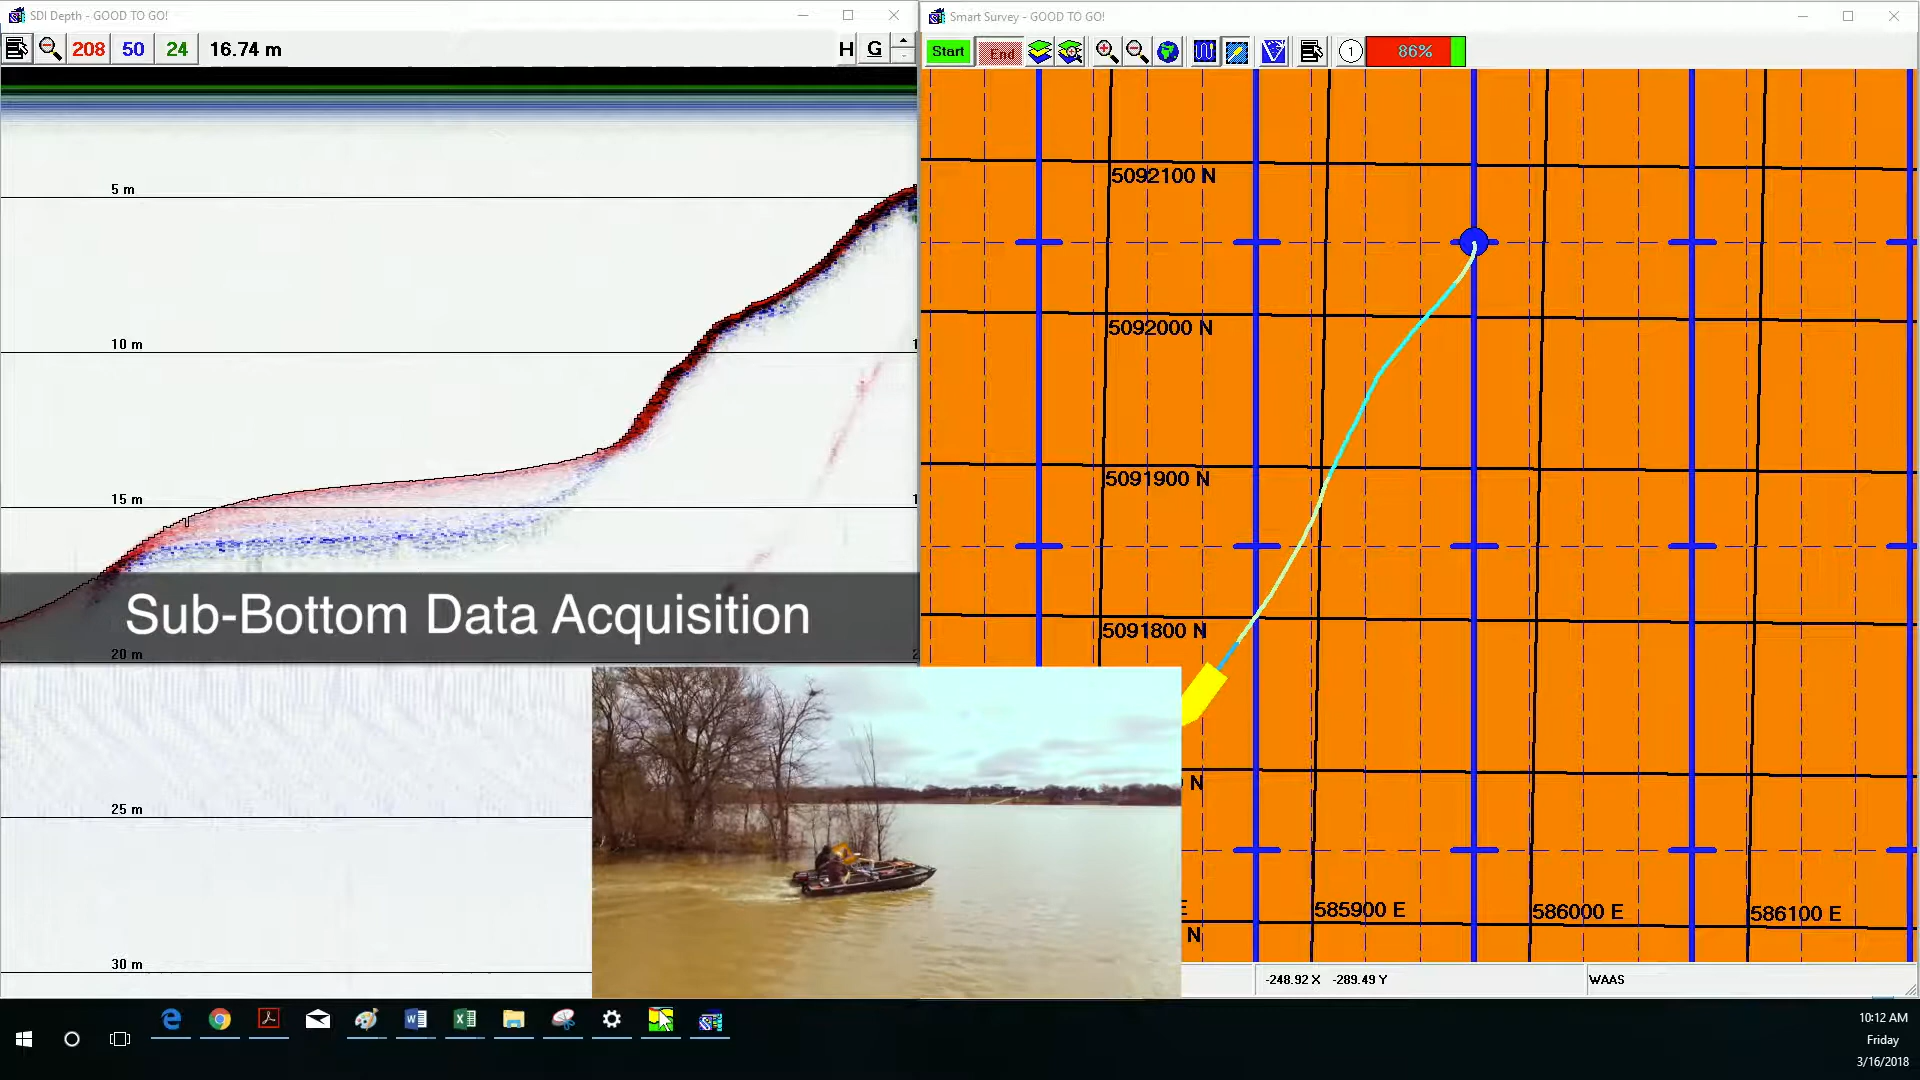 SDI Depth - GOOD TO GO!
208 50 24 16.74 m
H G
5 m
10 m
15 m
Sub-Bottom Data Acquisition
20 m
25 m
30 m
Smart Survey - GOOD TO GO!
Start End 1 86%
5092100 N
5092000 N
5091900 N
5091800 N
N
585900 E 586000 E 586100 E
N
-248.92 X -289.49 Y WAAS
10:12 AM
Friday
3/16/2018